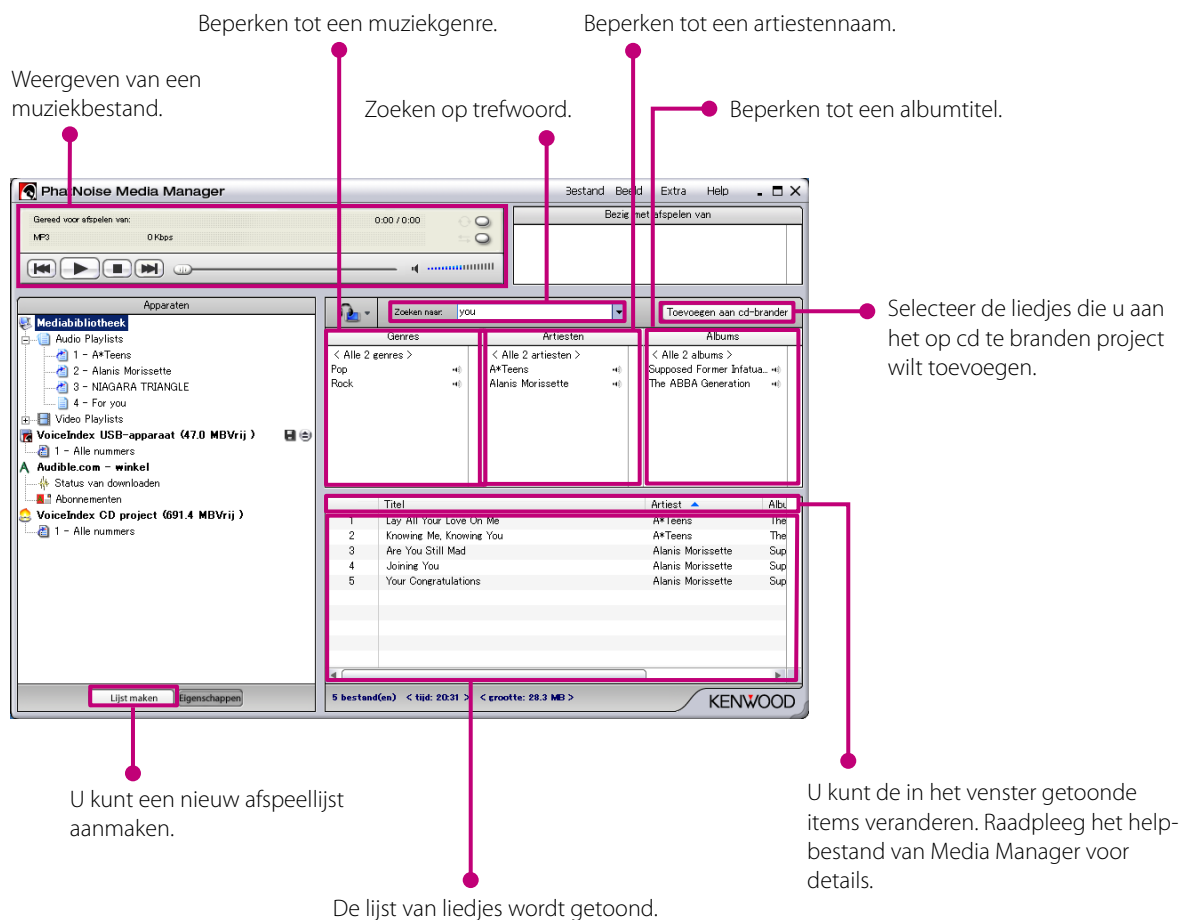 Beperken tot een muziekgenre.
Beperken tot een artiestennaam.
Weergeven van een
muziekbestand.
Zoeken op trefwoord.
Beperken tot een albumtitel.
PhatNoise Media Manager
Bestand Beeld Extra Help
Gereed voor afspelen van: 0:00 / 0:00
MP3 0 Kbps
Bezig met afspelen van
Apparaten
Mediabibliotheek
Audio Playlists
1 - A*Teens
2 - Alanis Morissette
3 - NIAGARA TRIANGLE
4 - For you
Video Playlists
VoiceIndex USB-apparaat (47.0 MBVrij )
1 - Alle nummers
Audible.com - winkel
Status van downloaden
Abonnementen
VoiceIndex CD project (691.4 MBVrij )
1 - Alle nummers
Lijst maken Eigenschappen
Zoeken naar: you
Toevoegen aan cd-brander
Genres Artiesten Albums
< Alle 2 genres > < Alle 2 artiesten > < Alle 2 albums >
Pop A*Teens Supposed Former Infatua...
Rock Alanis Morissette The ABBA Generation
Titel Artiest Albu
1 Lay All Your Love On Me A*Teens The
2 Knowing Me, Knowing You A*Teens The
3 Are You Still Mad Alanis Morissette Sup
4 Joining You Alanis Morissette Sup
5 Your Congratulations Alanis Morissette Sup
5 bestand(en) < tijd: 20:31 > < grootte: 28.3 MB >
KENWOOD
Selecteer de liedjes die u aan
het op cd te branden project
wilt toevoegen.
U kunt een nieuw afspeellijst
aanmaken.
U kunt de in het venster getoonde
items veranderen. Raadpleeg het help-
bestand van Media Manager voor
details.
De lijst van liedjes wordt getoond.